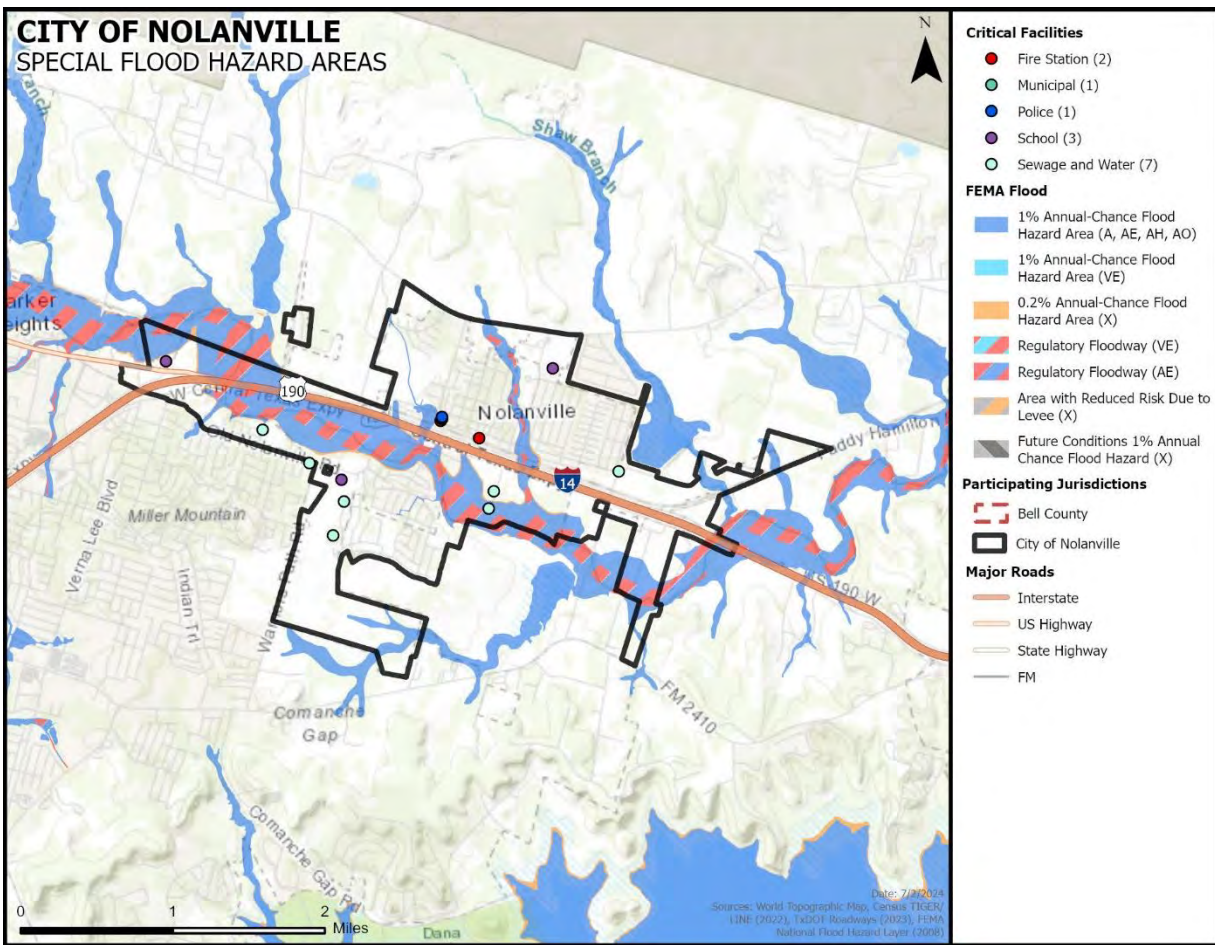 CITY OF NOLANVILLE
SPECIAL FLOOD HAZARD AREAS
N
Shaw Branch
ranch
arker
eights
190
W Central Texas Expy
Nolanville
Paddy Hamilton
14
Old Nolanville Rd
Miller Mountain
Verna Lee Blvd
Indian Trl
US 190 W
FM 2410
Comanche
Gap
Comanche Gap Rd
Dana
0 1 2
Miles
Date: 7/2/2024
Sources: World Topographic Map, Census TIGER/
LINE (2022), TxDOT Roadways (2023), FEMA
National Flood Hazard Layer (2008)
Critical Facilities
Fire Station (2)
Municipal (1)
Police (1)
School (3)
Sewage and Water (7)
FEMA Flood
1% Annual-Chance Flood
Hazard Area (A, AE, AH, AO)
1% Annual-Chance Flood
Hazard Area (VE)
0.2% Annual-Chance Flood
Hazard Area (X)
Regulatory Floodway (VE)
Regulatory Floodway (AE)
Area with Reduced Risk Due to
Levee (X)
Future Conditions 1% Annual
Chance Flood Hazard (X)
Participating Jurisdictions
Bell County
City of Nolanville
Major Roads
Interstate
US Highway
State Highway
FM